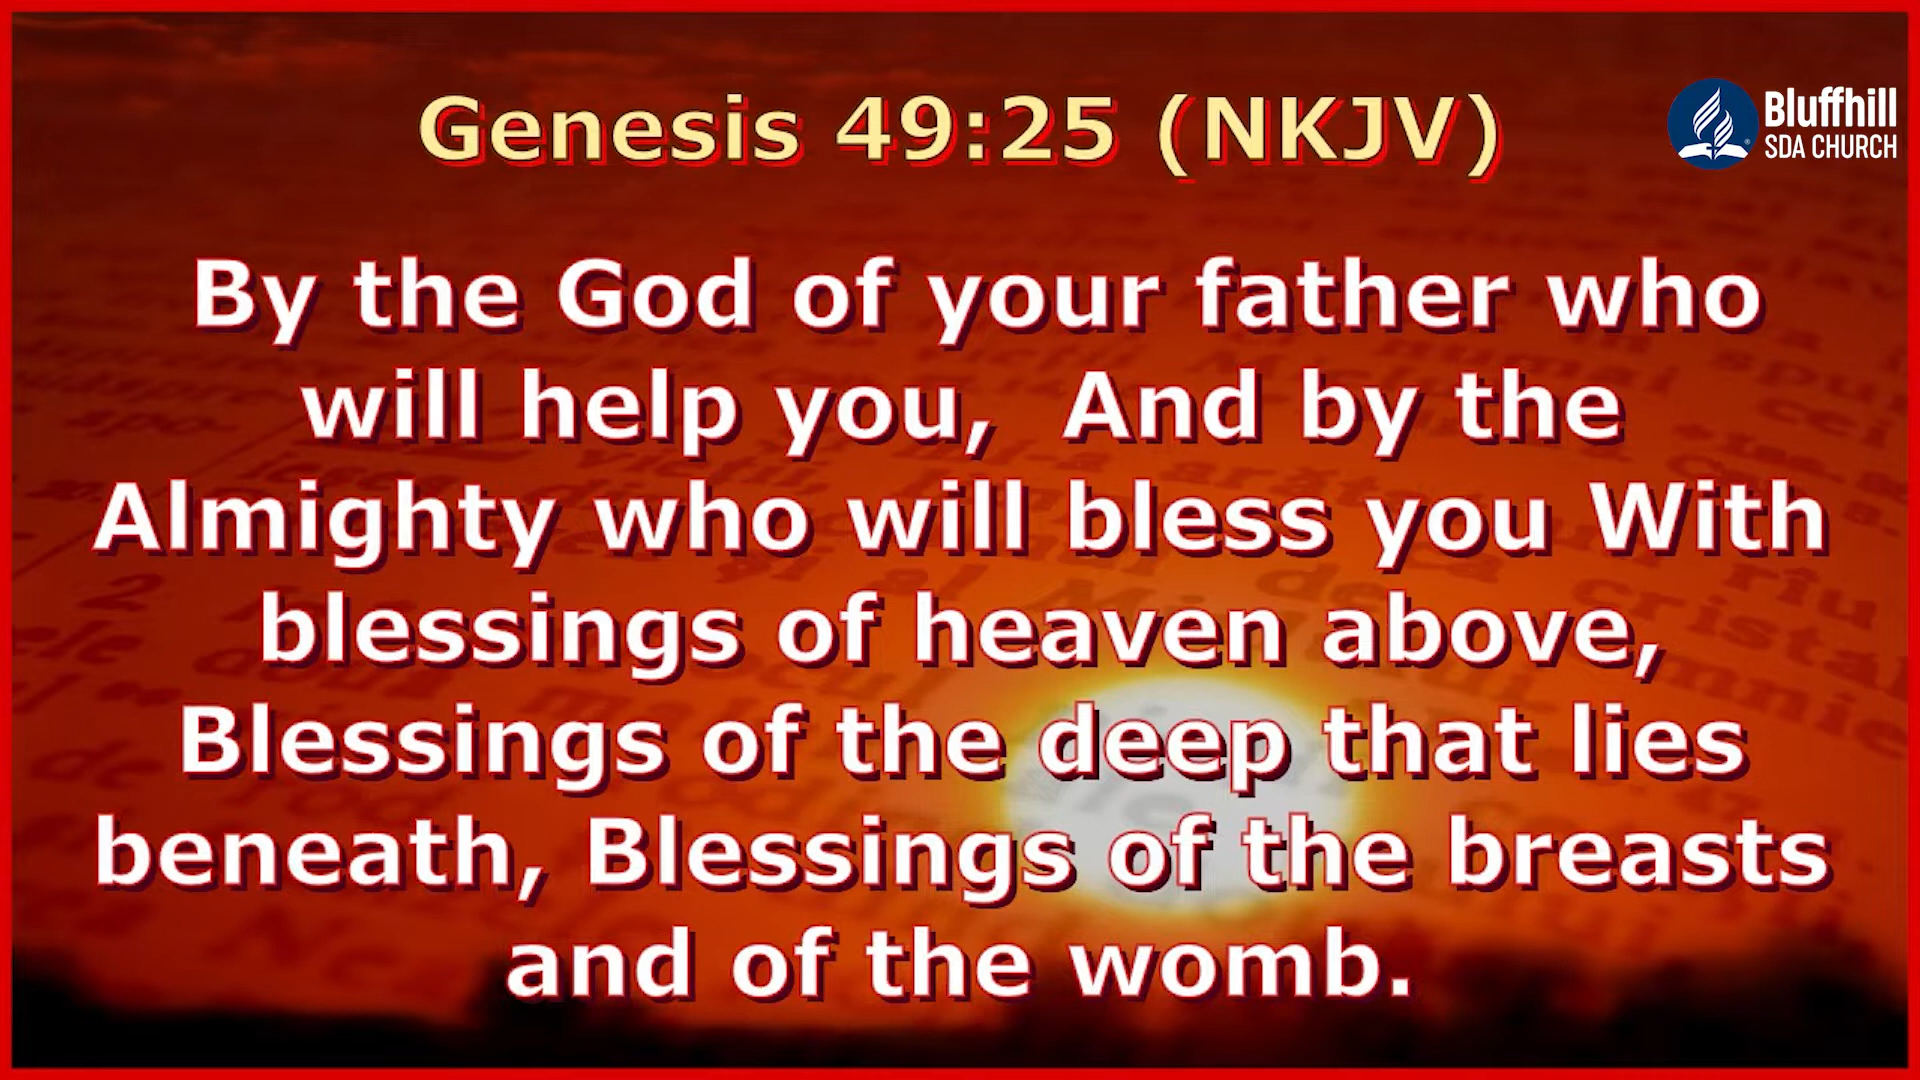 Genesis 49:25 (NKJV)
Bluffhill
SDA CHURCH
By the God of your father who
will help you,  And by the
Almighty who will bless you With
blessings of heaven above,
Blessings of the deep that lies
beneath, Blessings of the breasts
and of the womb.